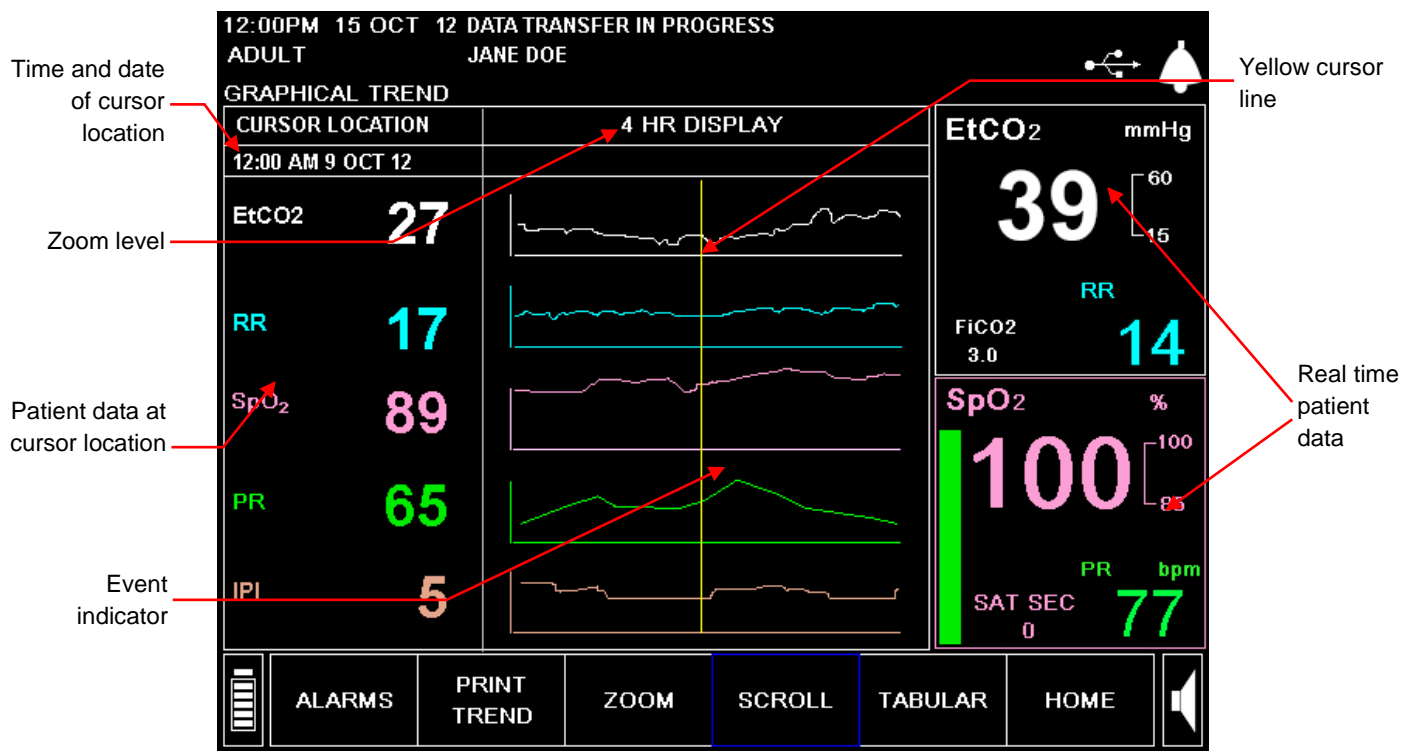 12:00PM 15 OCT 12 DATA TRANSFER IN PROGRESS
ADULT JANE DOE
GRAPHICAL TREND
CURSOR LOCATION 4 HR DISPLAY
12:00 AM 9 OCT 12
EtCO2 27
RR 17
SpO₂ 89
PR 65
IPI 5
EtCO2 mmHg
39
60
15
RR
FiCO2
3.0
14
SpO2 %
100
100
85
PR bpm
SAT SEC
0
77
ALARMS
PRINT
TREND
ZOOM
SCROLL
TABULAR
HOME
Time and date
of cursor
location
Zoom level
Patient data at
cursor location
Event
indicator
Yellow cursor
line
Real time
patient
data